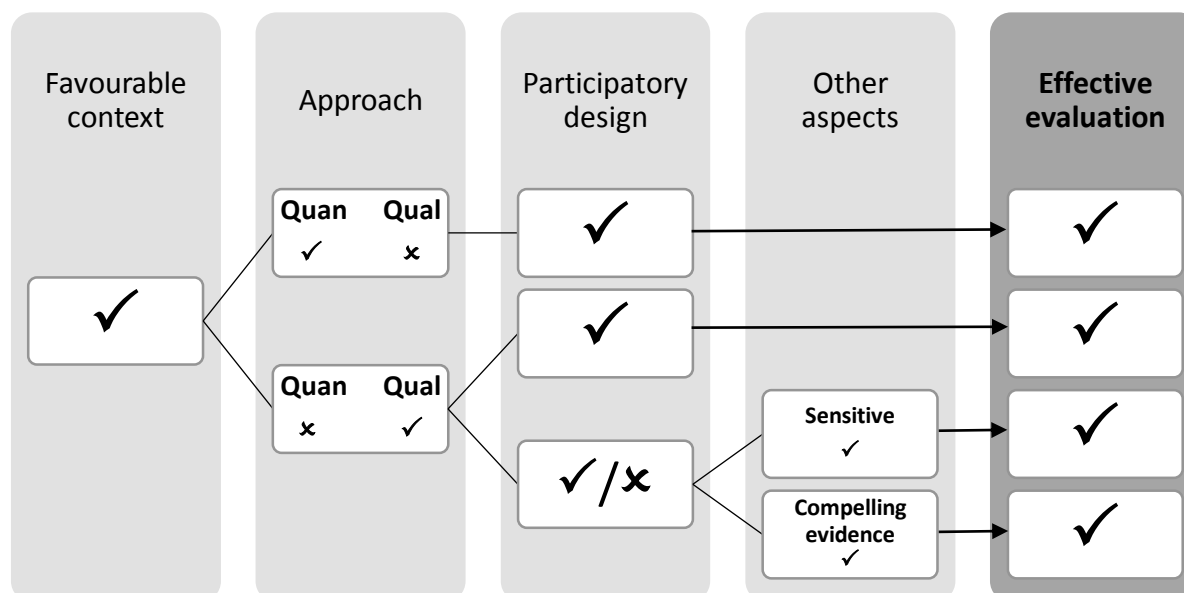 Favourable
context
Approach
Participatory
design
Other
aspects
Effective
evaluation
Quan Qual
✓ ✗
✓
✓
✓
✓
✓
Quan Qual
✗ ✓
✓/✗
Sensitive
✓
✓
Compelling
evidence
✓
✓